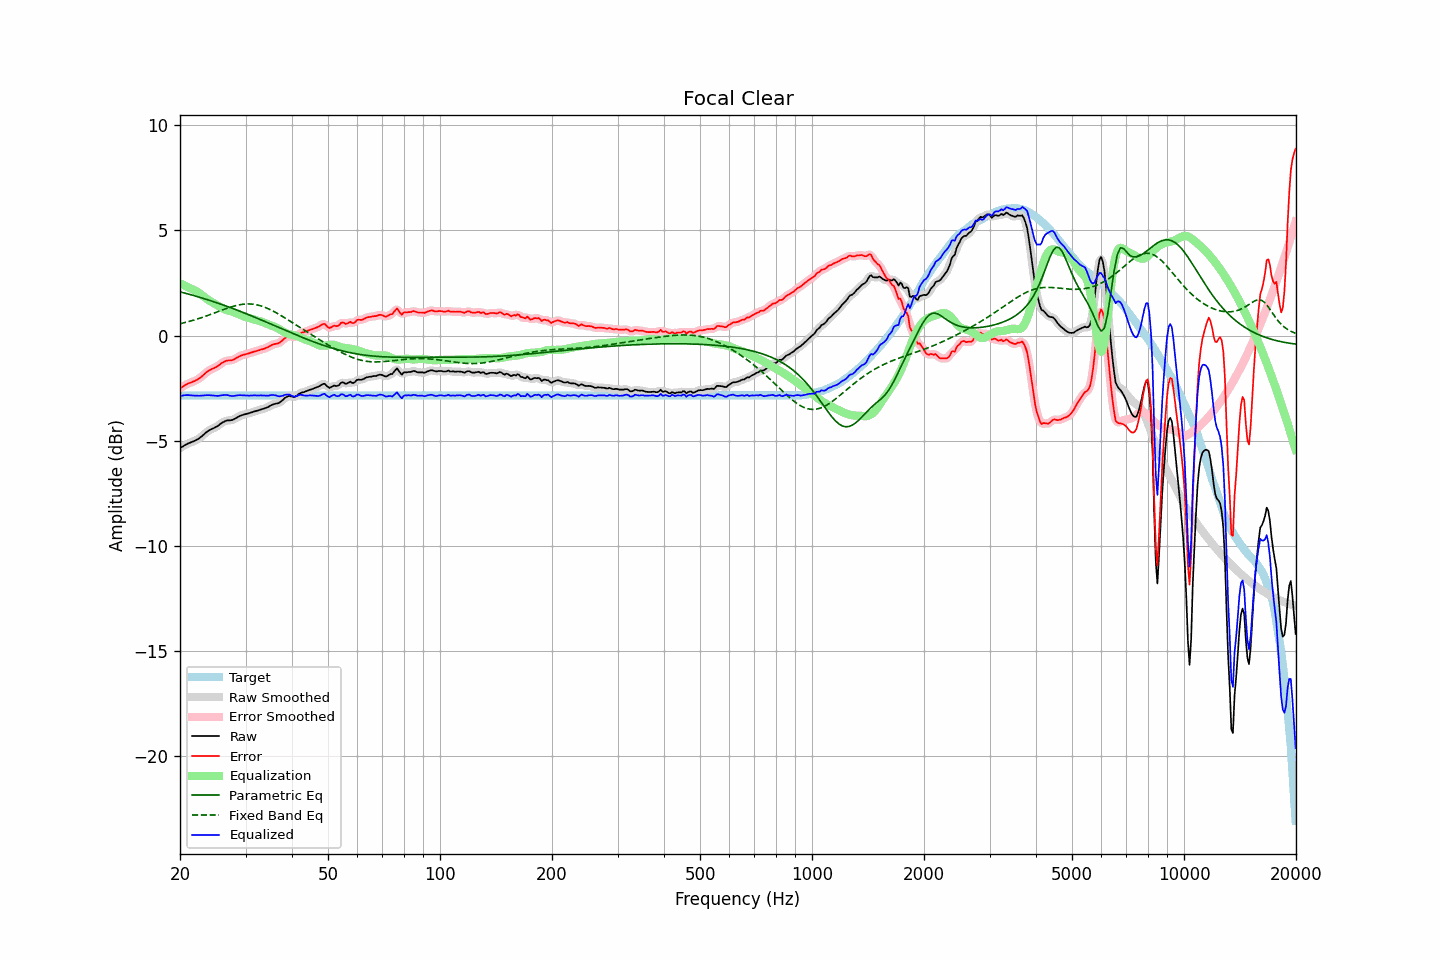 Focal Clear
Amplitude (dBr)
10
5
0
−5
−10
−15
−20
Target
Raw Smoothed
Error Smoothed
Raw
Error
Equalization
Parametric Eq
Fixed Band Eq
Equalized
20 50 100 200 500 1000 2000 5000 10000 20000
Frequency (Hz)